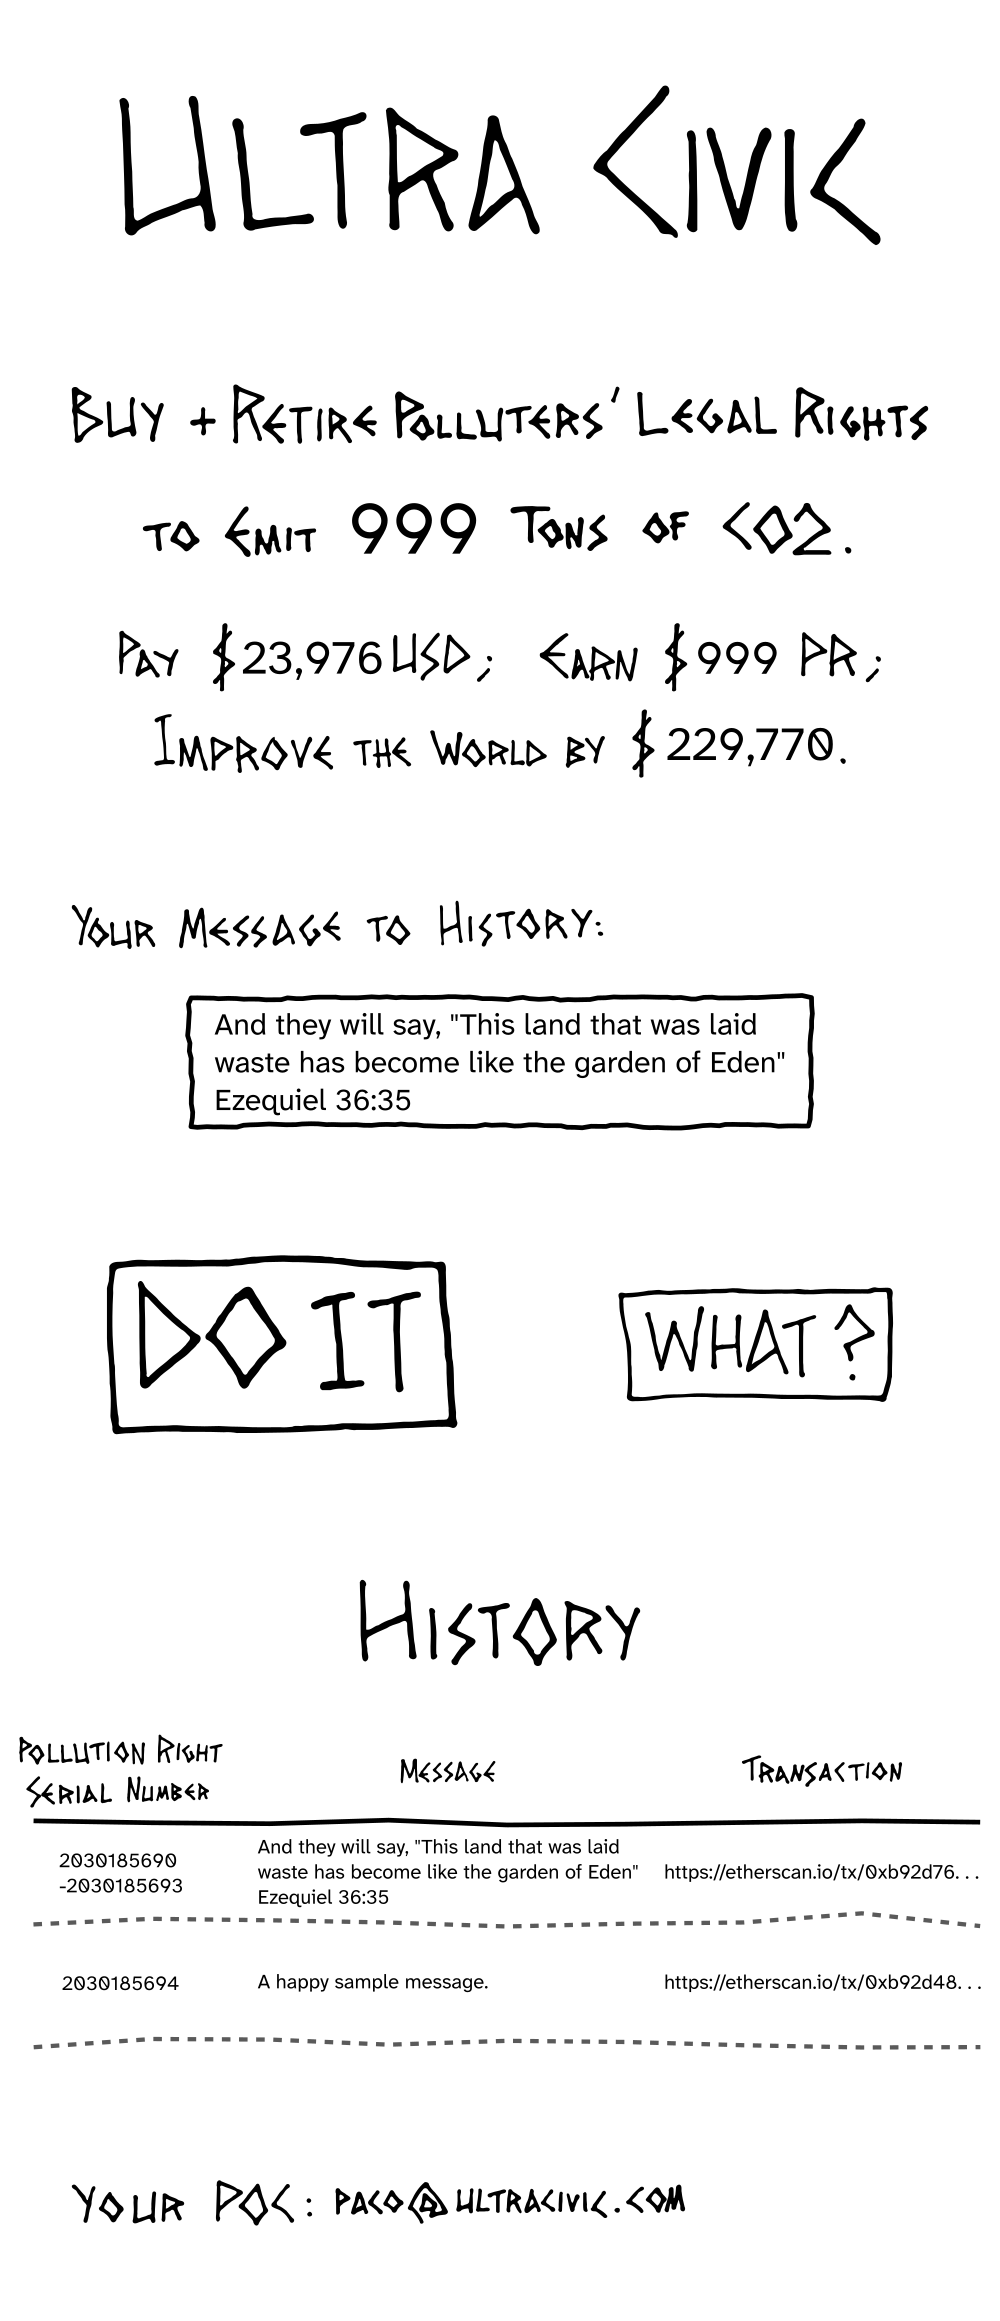 ULTRA CIVIC
BUY + RETIRE POLLUTERS' LEGAL RIGHTS
TO EMIT 999 TONS OF CO2.
PAY $23,976 USD; EARN $999 PR;
IMPROVE THE WORLD BY $229,770.
YOUR MESSAGE TO HISTORY:
And they will say, "This land that was laid
waste has become like the garden of Eden"
Ezequiel 36:35
DO IT
WHAT?
HISTORY
POLLUTION RIGHT
SERIAL NUMBER
MESSAGE
TRANSACTION
2030185690
-2030185693
And they will say, "This land that was laid
waste has become like the garden of Eden"
Ezequiel 36:35
https://etherscan.io/tx/0xb92d76...
2030185694
A happy sample message.
https://etherscan.io/tx/0xb92d48...
YOUR POC: PACO@ULTRACIVIC.COM